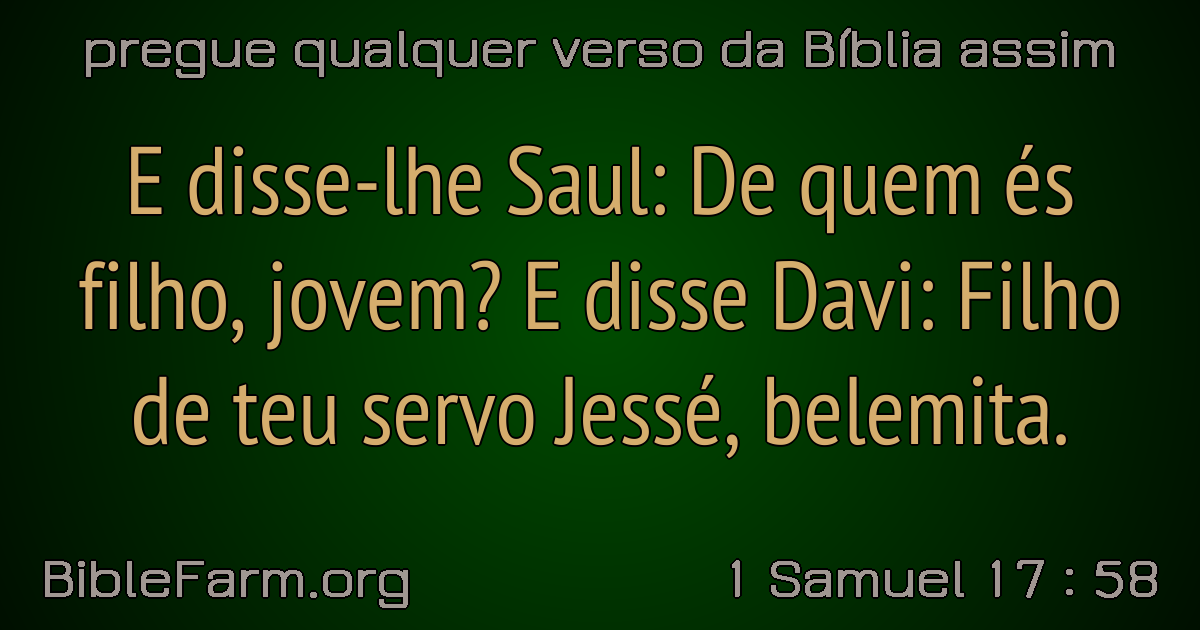 pregue qualquer verso da Bíblia assim
E disse-lhe Saul: De quem és
filho, jovem? E disse Davi: Filho
de teu servo Jessé, belemita.
BibleFarm.org
1 Samuel 17 : 58